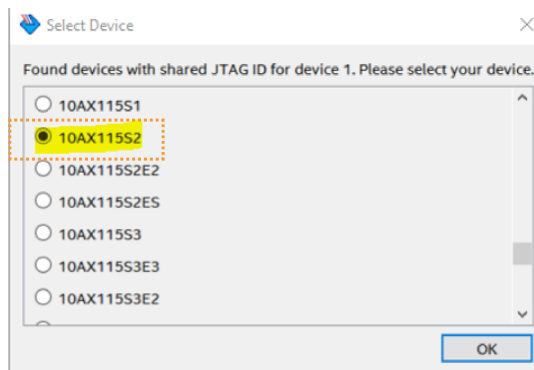 Select Device
Found devices with shared JTAG ID for device 1. Please select your device.
10AX115S1
10AX115S2
10AX115S2E2
10AX115S2ES
10AX115S3
10AX115S3E3
10AX115S3E2
OK